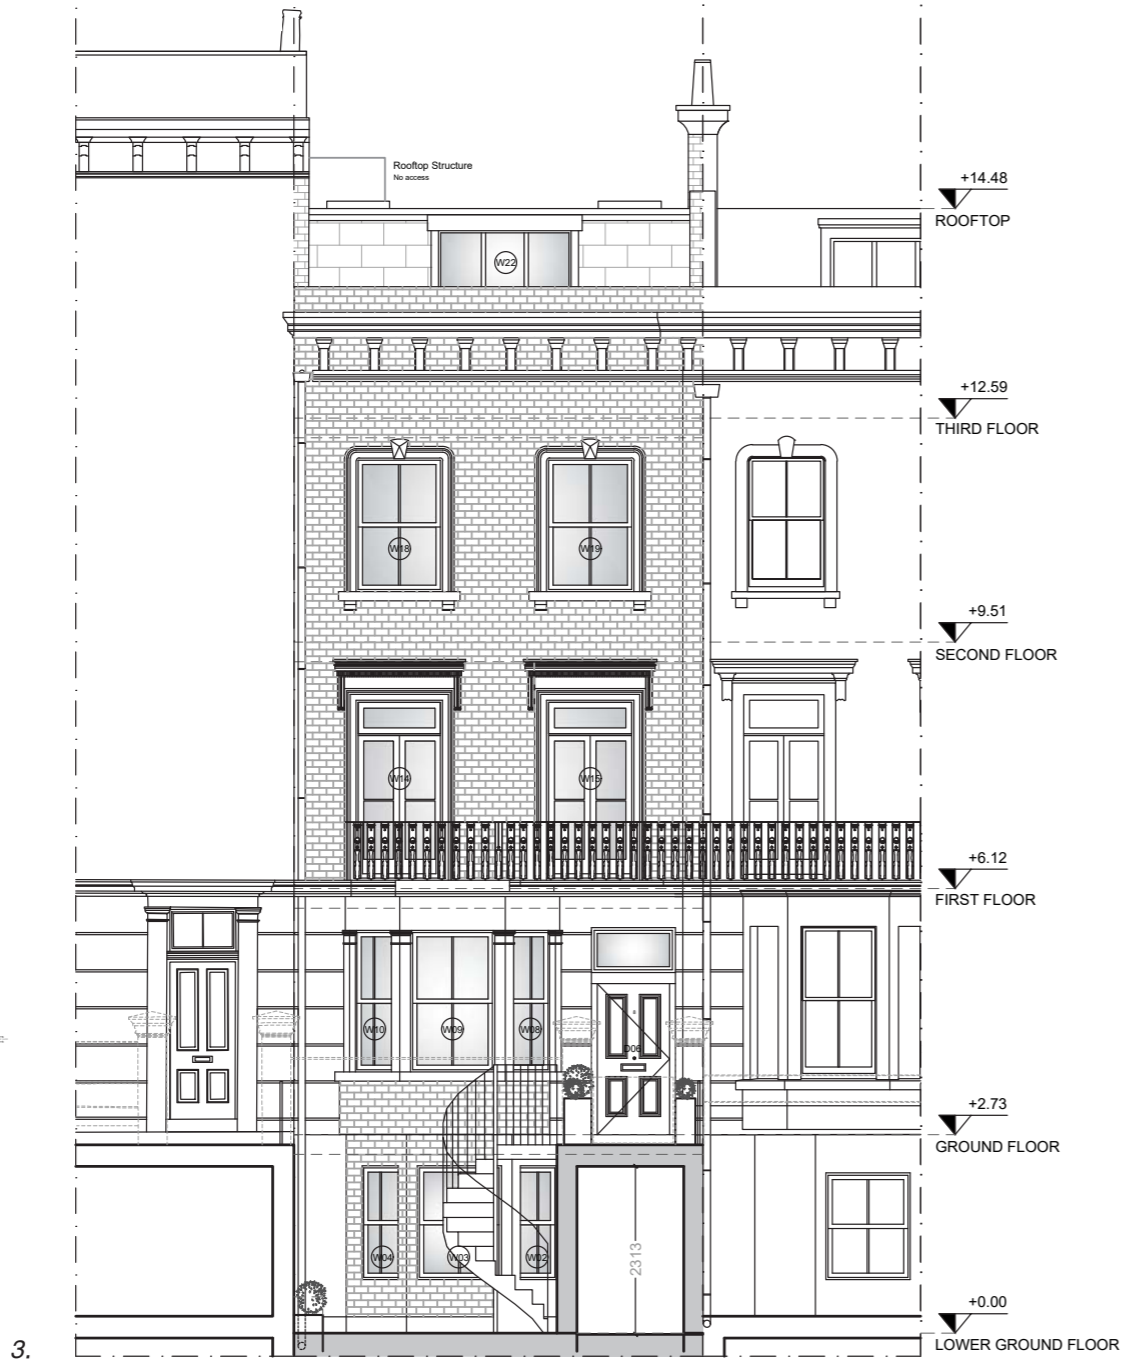 Rooftop Structure
No access
+14.48
ROOFTOP
W22
+12.59
THIRD FLOOR
W18
W19
+9.51
SECOND FLOOR
W14
W15
+6.12
FIRST FLOOR
W10
W09
W08
D06
+2.73
GROUND FLOOR
W04
W03
W02
2313
+0.00
LOWER GROUND FLOOR
3.